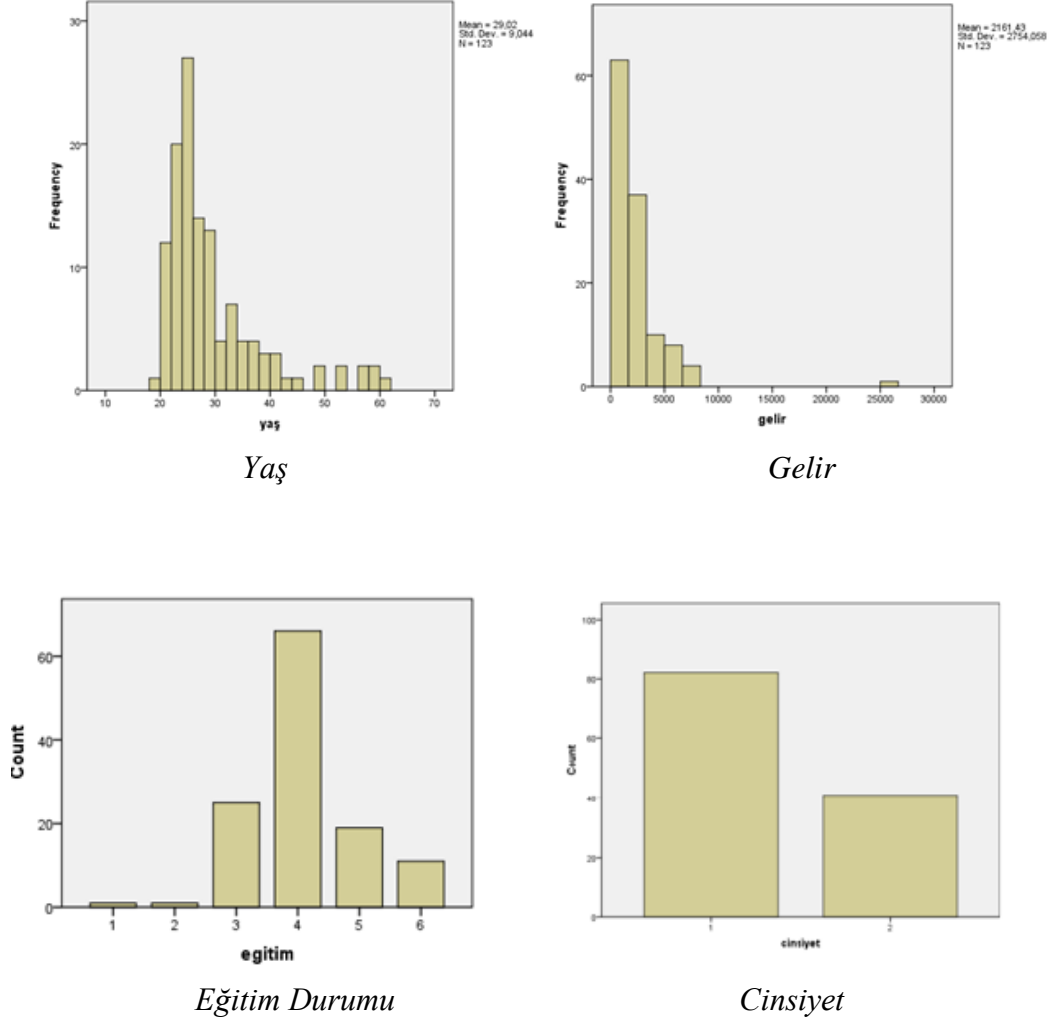 30
20
10
0
Frequency
10 20 30 40 50 60 70
yaş
Mean = 29,02
Std. Dev. = 9,044
N = 123
Yaş
60
40
20
0
Frequency
0 5000 10000 15000 20000 25000 30000
gelir
Mean = 2161,43
Std. Dev. = 2754,058
N = 123
Gelir
60
40
20
0
Count
1 2 3 4 5 6
egitim
Eğitim Durumu
100
80
60
40
20
0
Count
1 2
cinsiyet
Cinsiyet